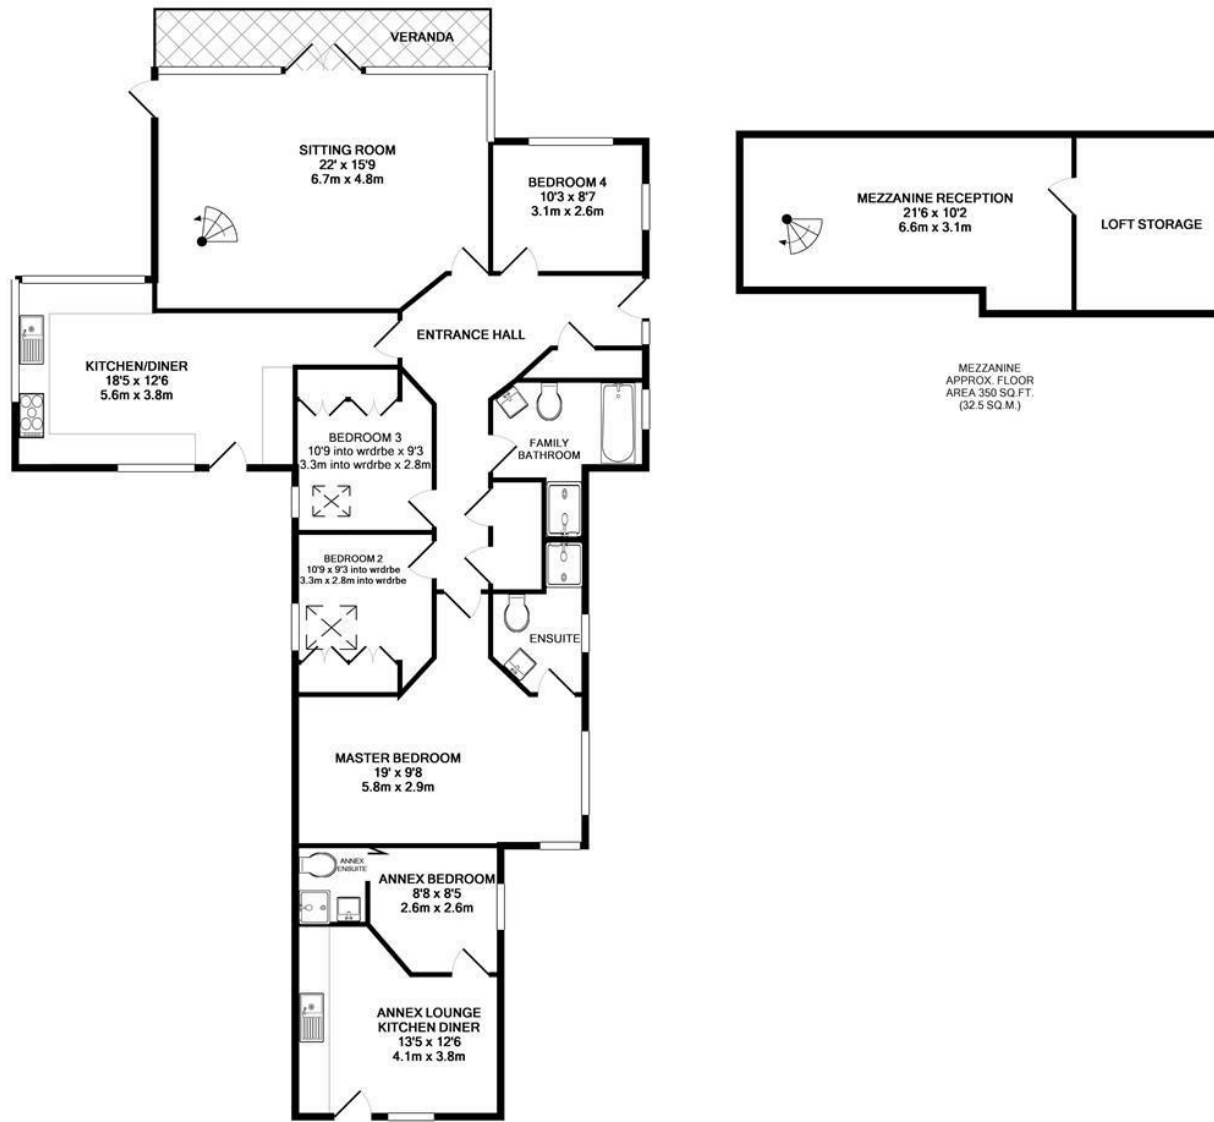 VERANDA
SITTING ROOM
22' x 15'9
6.7m x 4.8m
BEDROOM 4
10'3 x 8'7
3.1m x 2.6m
ENTRANCE HALL
KITCHEN/DINER
18'5 x 12'6
5.6m x 3.8m
BEDROOM 3
10'9 into wrdrbe x 9'3
3.3m into wrdrbe x 2.8m
FAMILY
BATHROOM
BEDROOM 2
10'9 x 9'3 into wrdrbe
3.3m x 2.8m into wrdrbe
ENSUITE
MASTER BEDROOM
19' x 9'8
5.8m x 2.9m
ANNEX
ENSUITE
ANNEX BEDROOM
8'8 x 8'5
2.6m x 2.6m
ANNEX LOUNGE
KITCHEN DINER
13'5 x 12'6
4.1m x 3.8m
MEZZANINE RECEPTION
21'6 x 10'2
6.6m x 3.1m
LOFT STORAGE
MEZZANINE
APPROX. FLOOR
AREA 350 SQ.FT.
(32.5 SQ.M.)